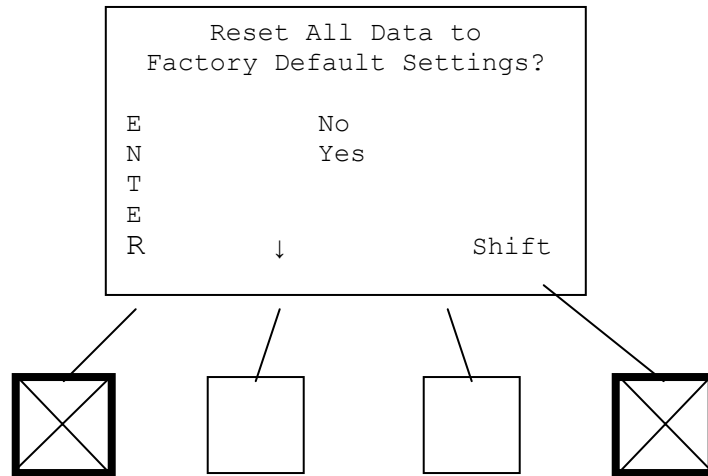 Reset All Data to
Factory Default Settings?
E No
N Yes
T
E
R ↓ Shift